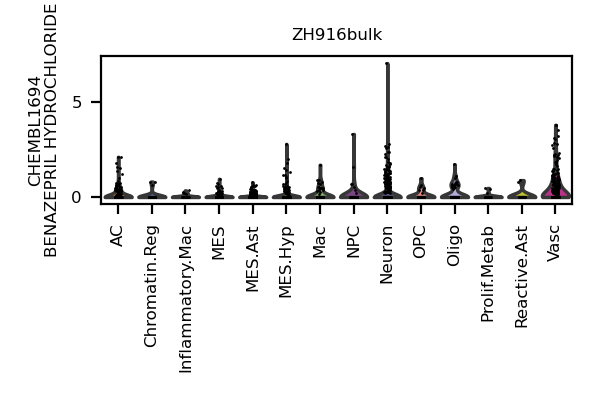 ZH916bulk
CHEMBL1694
BENAZEPRIL HYDROCHLORIDE
5
0
AC
Chromatin.Reg
Inflammatory.Mac
MES
MES.Ast
MES.Hyp
Mac
NPC
Neuron
OPC
Oligo
Prolif.Metab
Reactive.Ast
Vasc